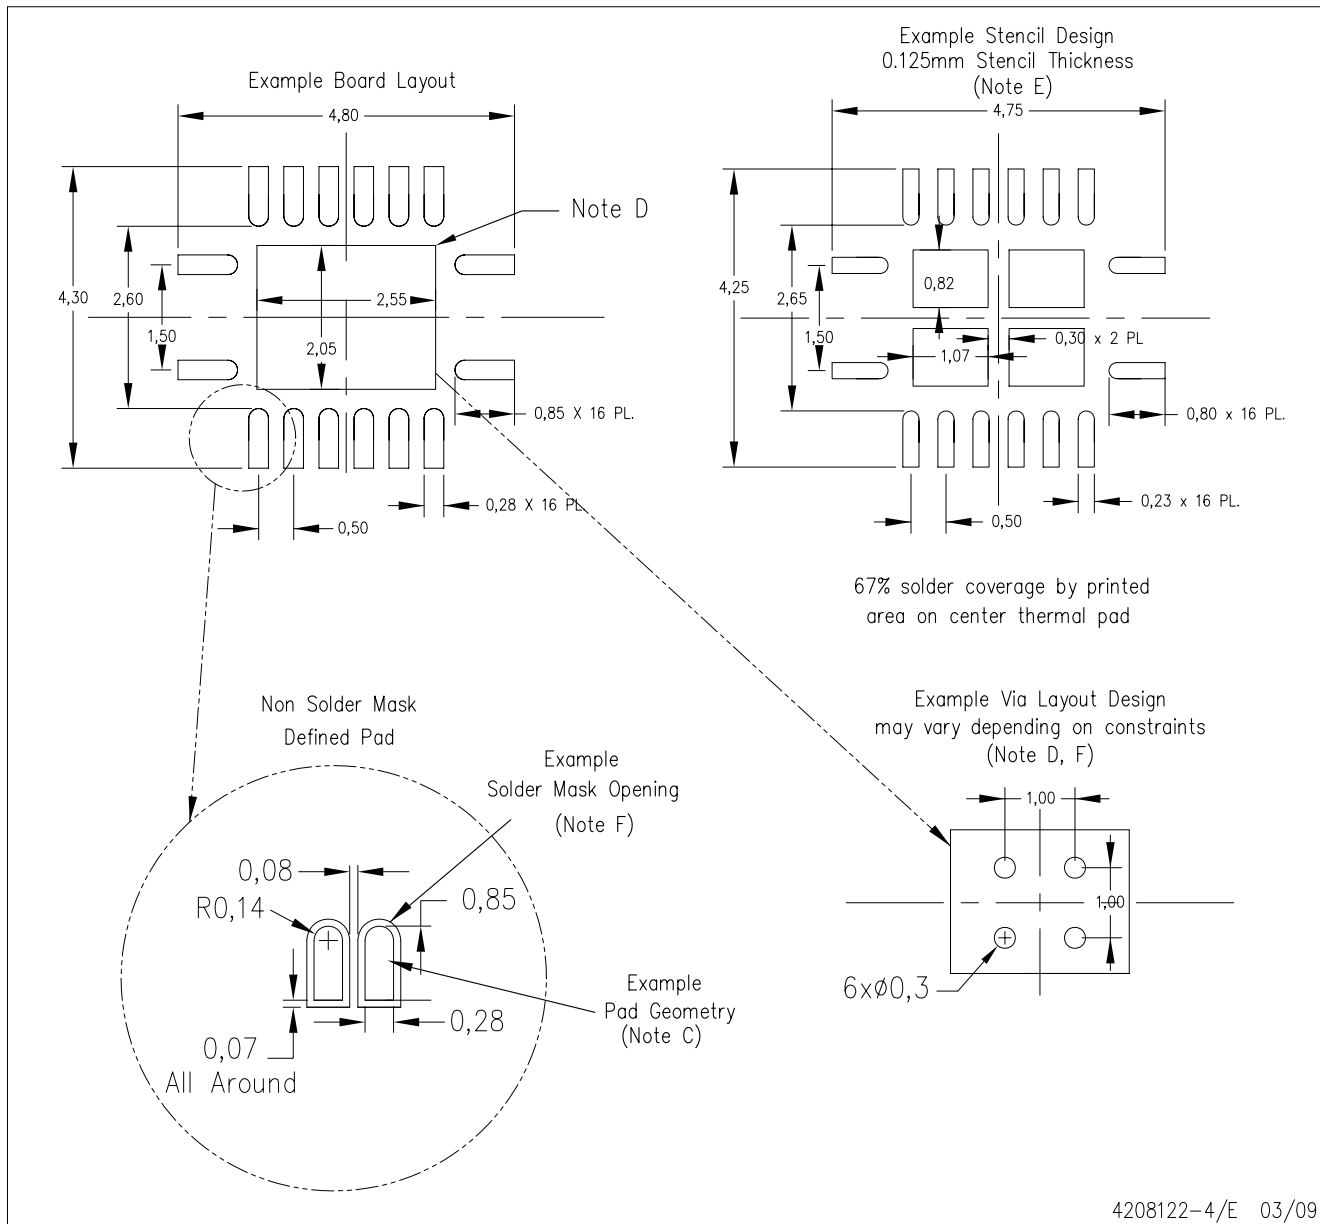 Example Board Layout
4,80
Note D
4,30
2,60
1,50
2,55
2,05
0,85 X 16 PL.
0,28 X 16 PL
0,50
Example Stencil Design
0.125mm Stencil Thickness
(Note E)
4,75
4,25
2,65
1,50
0,82
0,30 x 2 PL
1,07
0,80 x 16 PL.
0,23 x 16 PL.
0,50
67% solder coverage by printed
area on center thermal pad
Non Solder Mask
Defined Pad
Example
Solder Mask Opening
(Note F)
0,08
R0,14
0,85
Example
Pad Geometry
(Note C)
0,28
0,07
All Around
Example Via Layout Design
may vary depending on constraints
(Note D, F)
1,00
1,00
6xø0,3
4208122-4/E 03/09